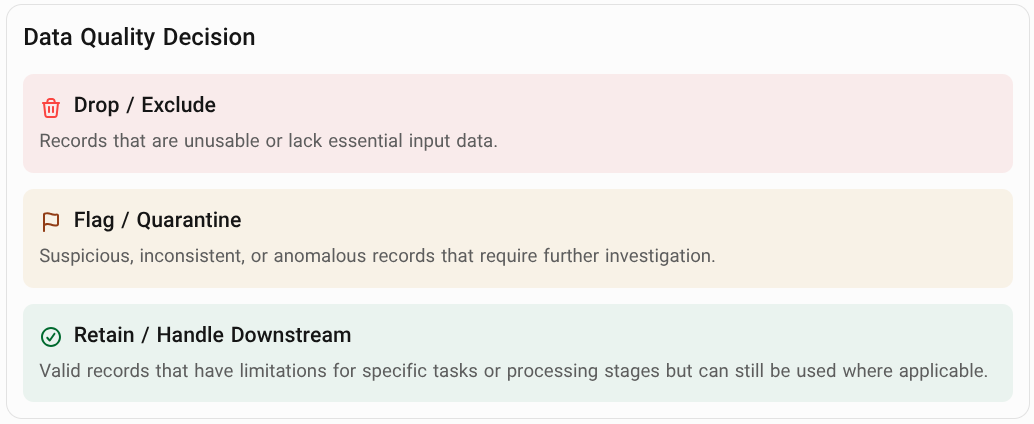 Data Quality Decision
Drop / Exclude
Records that are unusable or lack essential input data.
Flag / Quarantine
Suspicious, inconsistent, or anomalous records that require further investigation.
Retain / Handle Downstream
Valid records that have limitations for specific tasks or processing stages but can still be used where applicable.